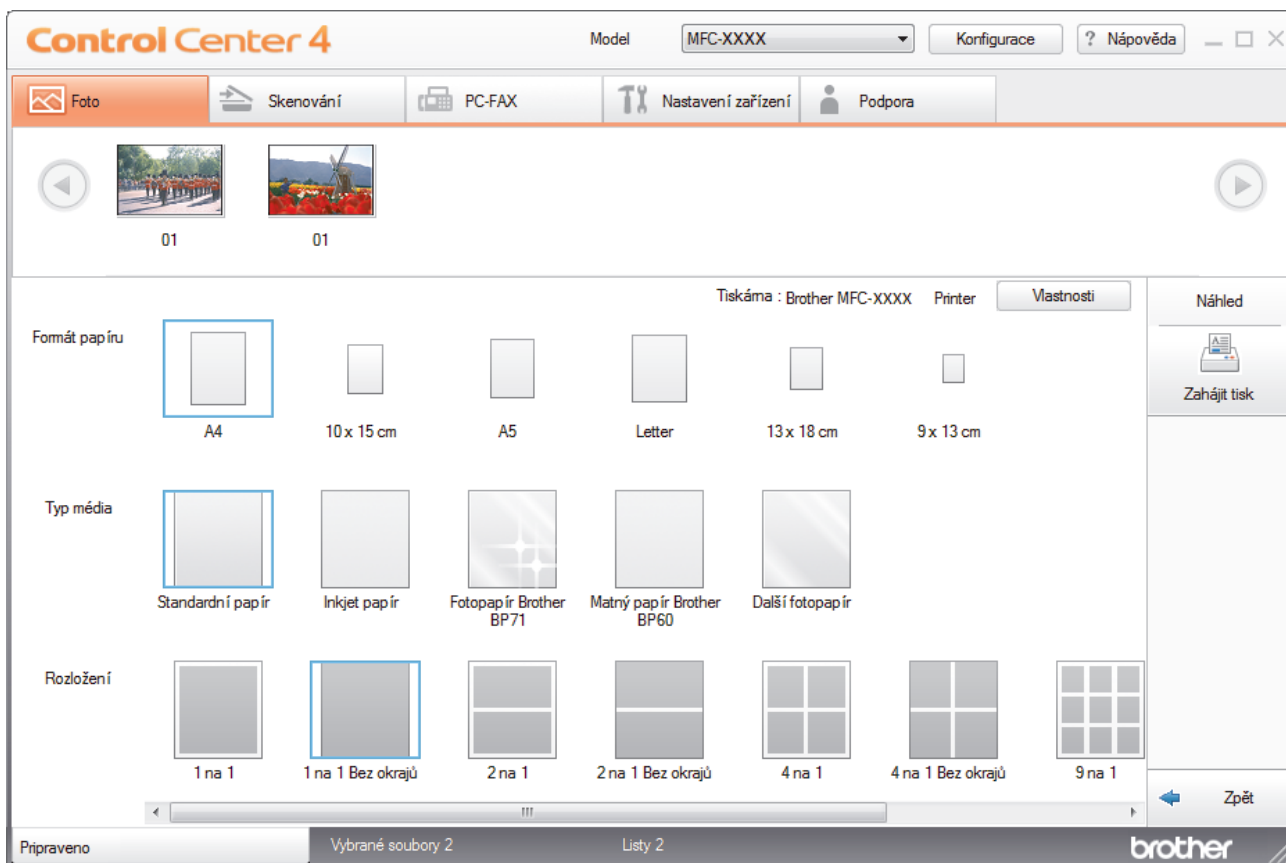 Control Center 4
Model
MFC-XXXX
Konfigurace
? Nápověda
Foto
Skenování
PC-FAX
Nastavení zařízení
Podpora
01
01
Tiskárna : Brother MFC-XXXX Printer
Vlastnosti
Náhled
Formát papíru
Zahájit tisk
A4
10 x 15 cm
A5
Letter
13 x 18 cm
9 x 13 cm
Typ média
Standardní papír
Inkjet papír
Fotopapír Brother
BP71
Matný papír Brother
BP60
Další fotopapír
Rozložení
1 na 1
1 na 1 Bez okrajů
2 na 1
2 na 1 Bez okrajů
4 na 1
4 na 1 Bez okrajů
9 na 1
Zpět
Pripraveno
Vybrané soubory 2
Listy 2
brother